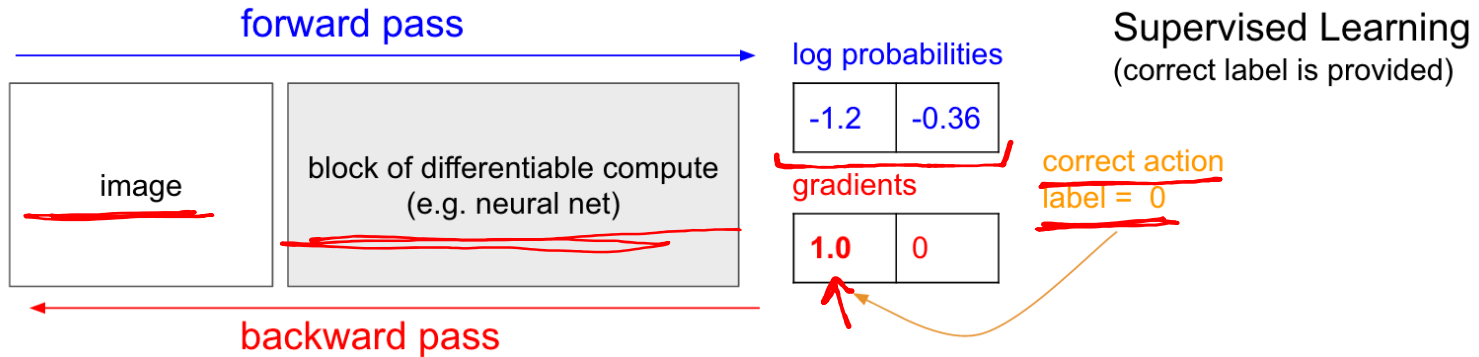 forward pass
Supervised Learning
(correct label is provided)
log probabilities
-1.2 -0.36
image
block of differentiable compute
(e.g. neural net)
correct action
label = 0
gradients
1.0 0
backward pass